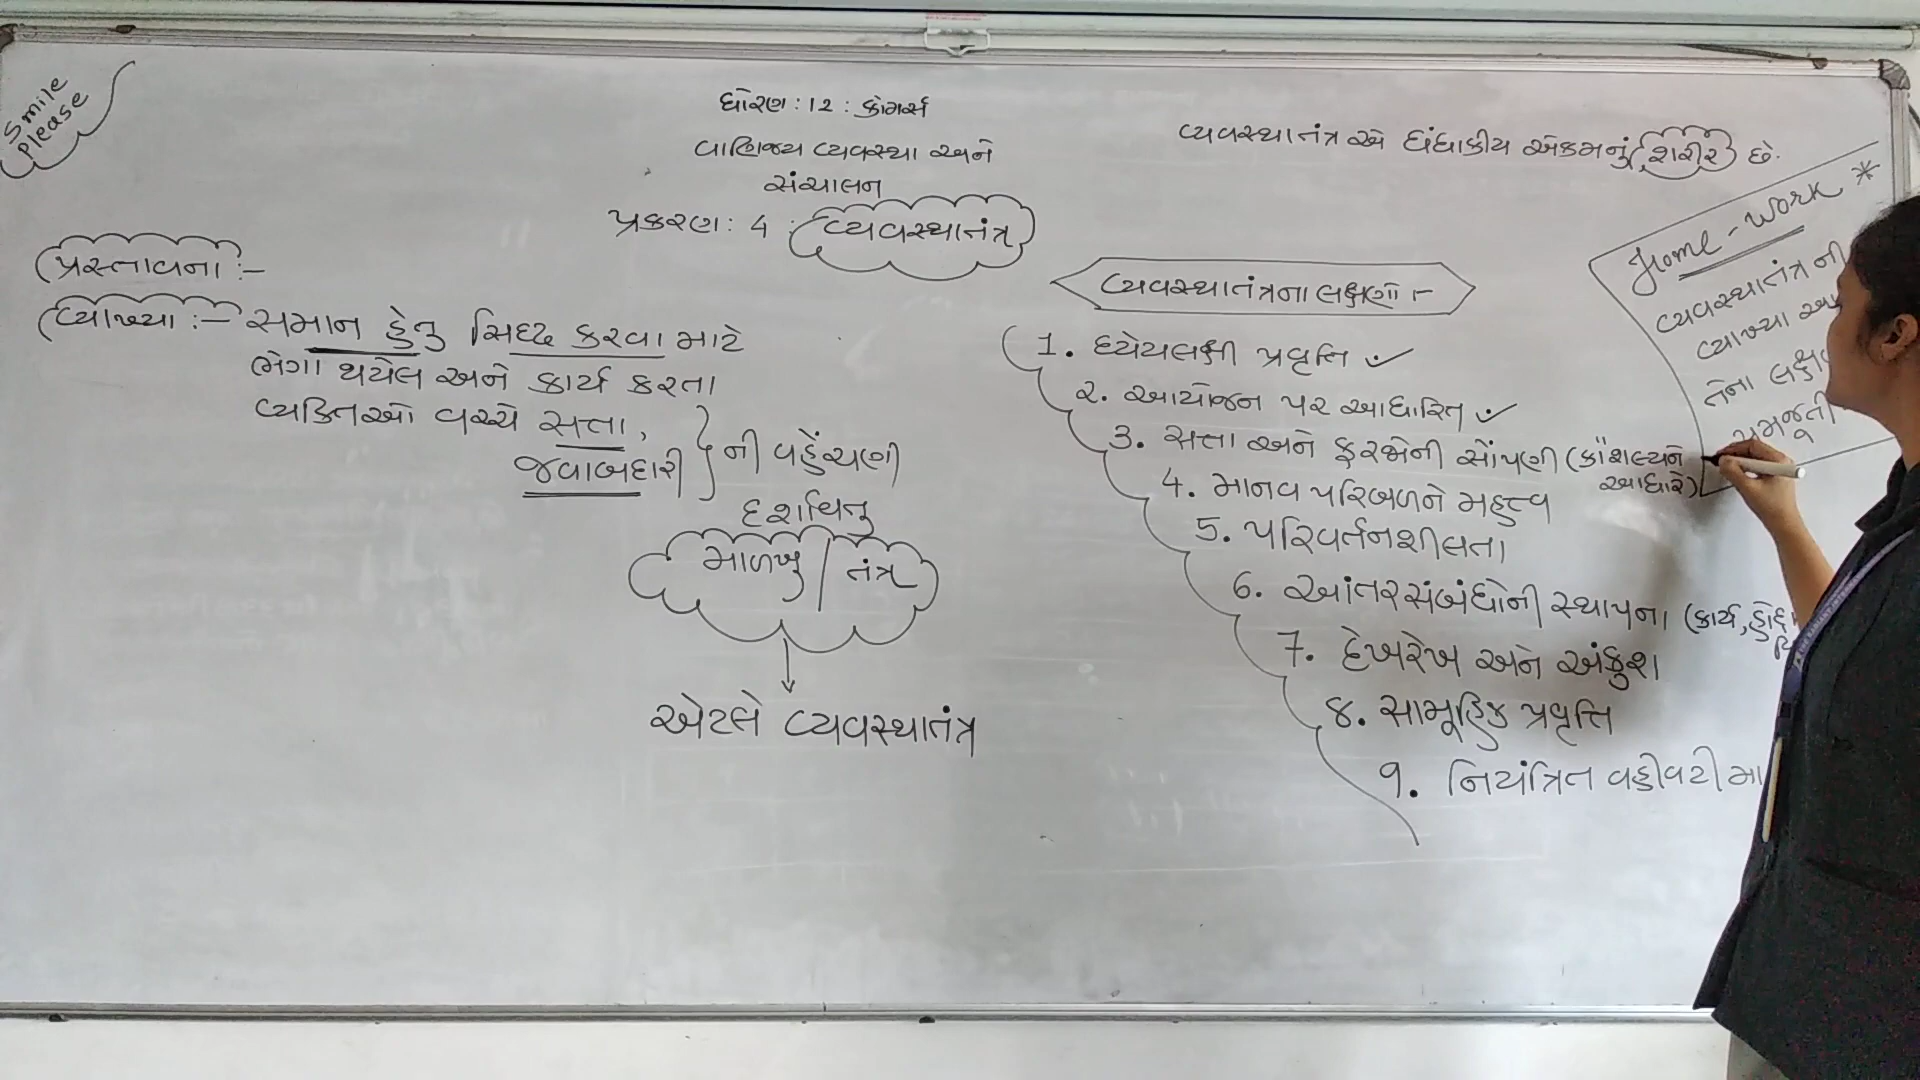 Smile
Please
ધોરણ : 12 : કોમર્સ
વાણિજ્ય વ્યવસ્થા અને
સંચાલન
પ્રકરણ : 4 : વ્યવસ્થાતંત્ર
વ્યવસ્થાતંત્ર એ ધંધાકીય એકમનું શરીર છે.
પ્રસ્તાવના :-
વ્યાખ્યા :- સમાન હેતુ સિદ્ધ કરવા માટે
ભેગા થયેલ અને કાર્ય કરતા
વ્યક્તિઓ વચ્ચે સત્તા,
જવાબદારી } ની વહેંચણી
દર્શાવતુ
માળખુ / તંત્ર
એટલે વ્યવસ્થાતંત્ર
વ્યવસ્થાતંત્રના લક્ષણો :-
1. ધ્યેયલક્ષી પ્રવૃત્તિ ✓
2. આયોજન પર આધારિત ✓
3. સત્તા અને ફરજોની સોંપણી (કૌશલ્યને
આધારે)
4. માનવ પરિબળને મહત્ત્વ
5. પરિવર્તનશીલતા
6. આંતરસંબંધોની સ્થાપના (કાર્ય,
7. દેખરેખ અને અંકુશ
8. સામૂહિક પ્રવૃત્તિ
9. નિયંત્રિત વહીવટી
Home - Work *
વ્યવસ્થાતંત્ર ની
વ્યાખ્યા
તેના
સમજૂતી